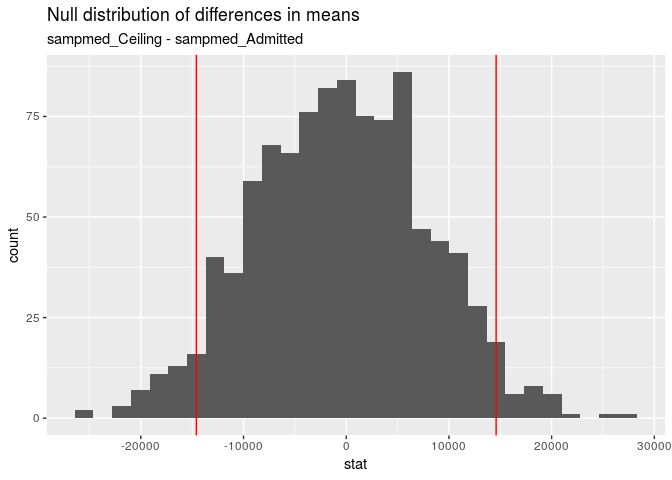 Null distribution of differences in means
sampmed_Ceiling - sampmed_Admitted
75
50
25
0
count
-20000 -10000 0 10000 20000 30000
stat